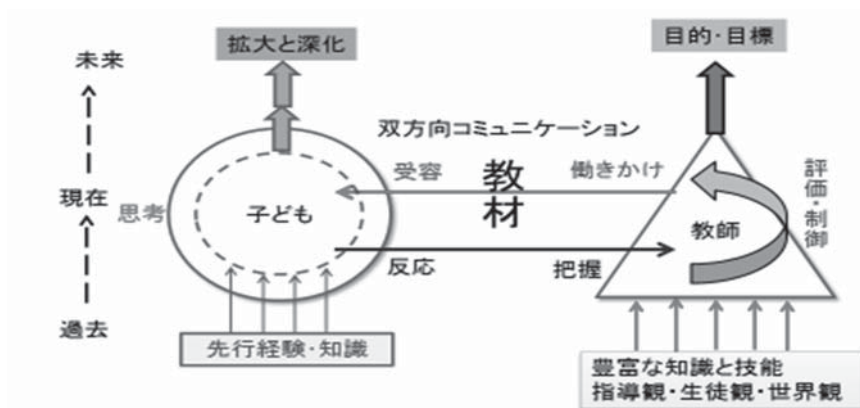 拡大と深化
目的・目標
未来
双方向コミュニケーション
受容
教材
働きかけ
評価・制御
現在
思考
子ども
教師
反応
把握
過去
先行経験・知識
豊富な知識と技能
指導観・生徒観・世界観